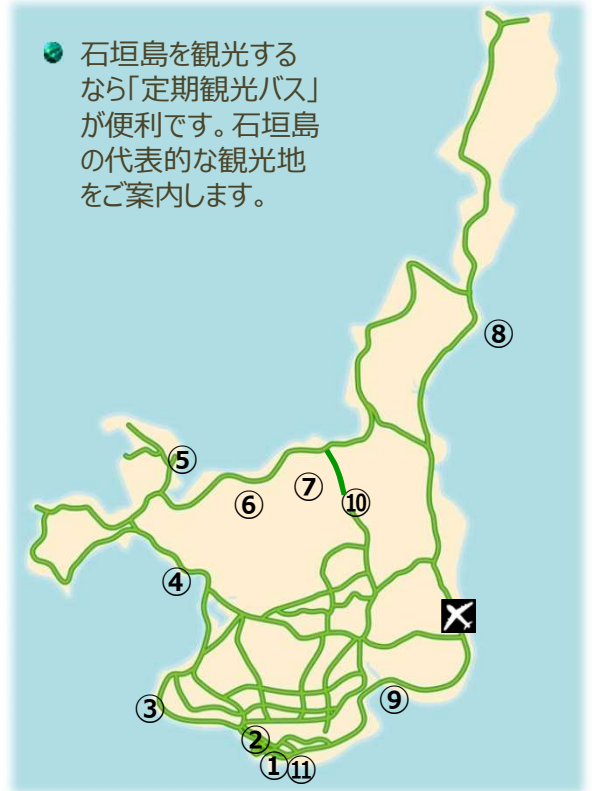 石垣島を観光する
なら「定期観光バス」
が便利です。石垣島
の代表的な観光地
をご案内します。
⑧
⑤
⑦
⑥
⑩
④
⑨
③
②
①⑪